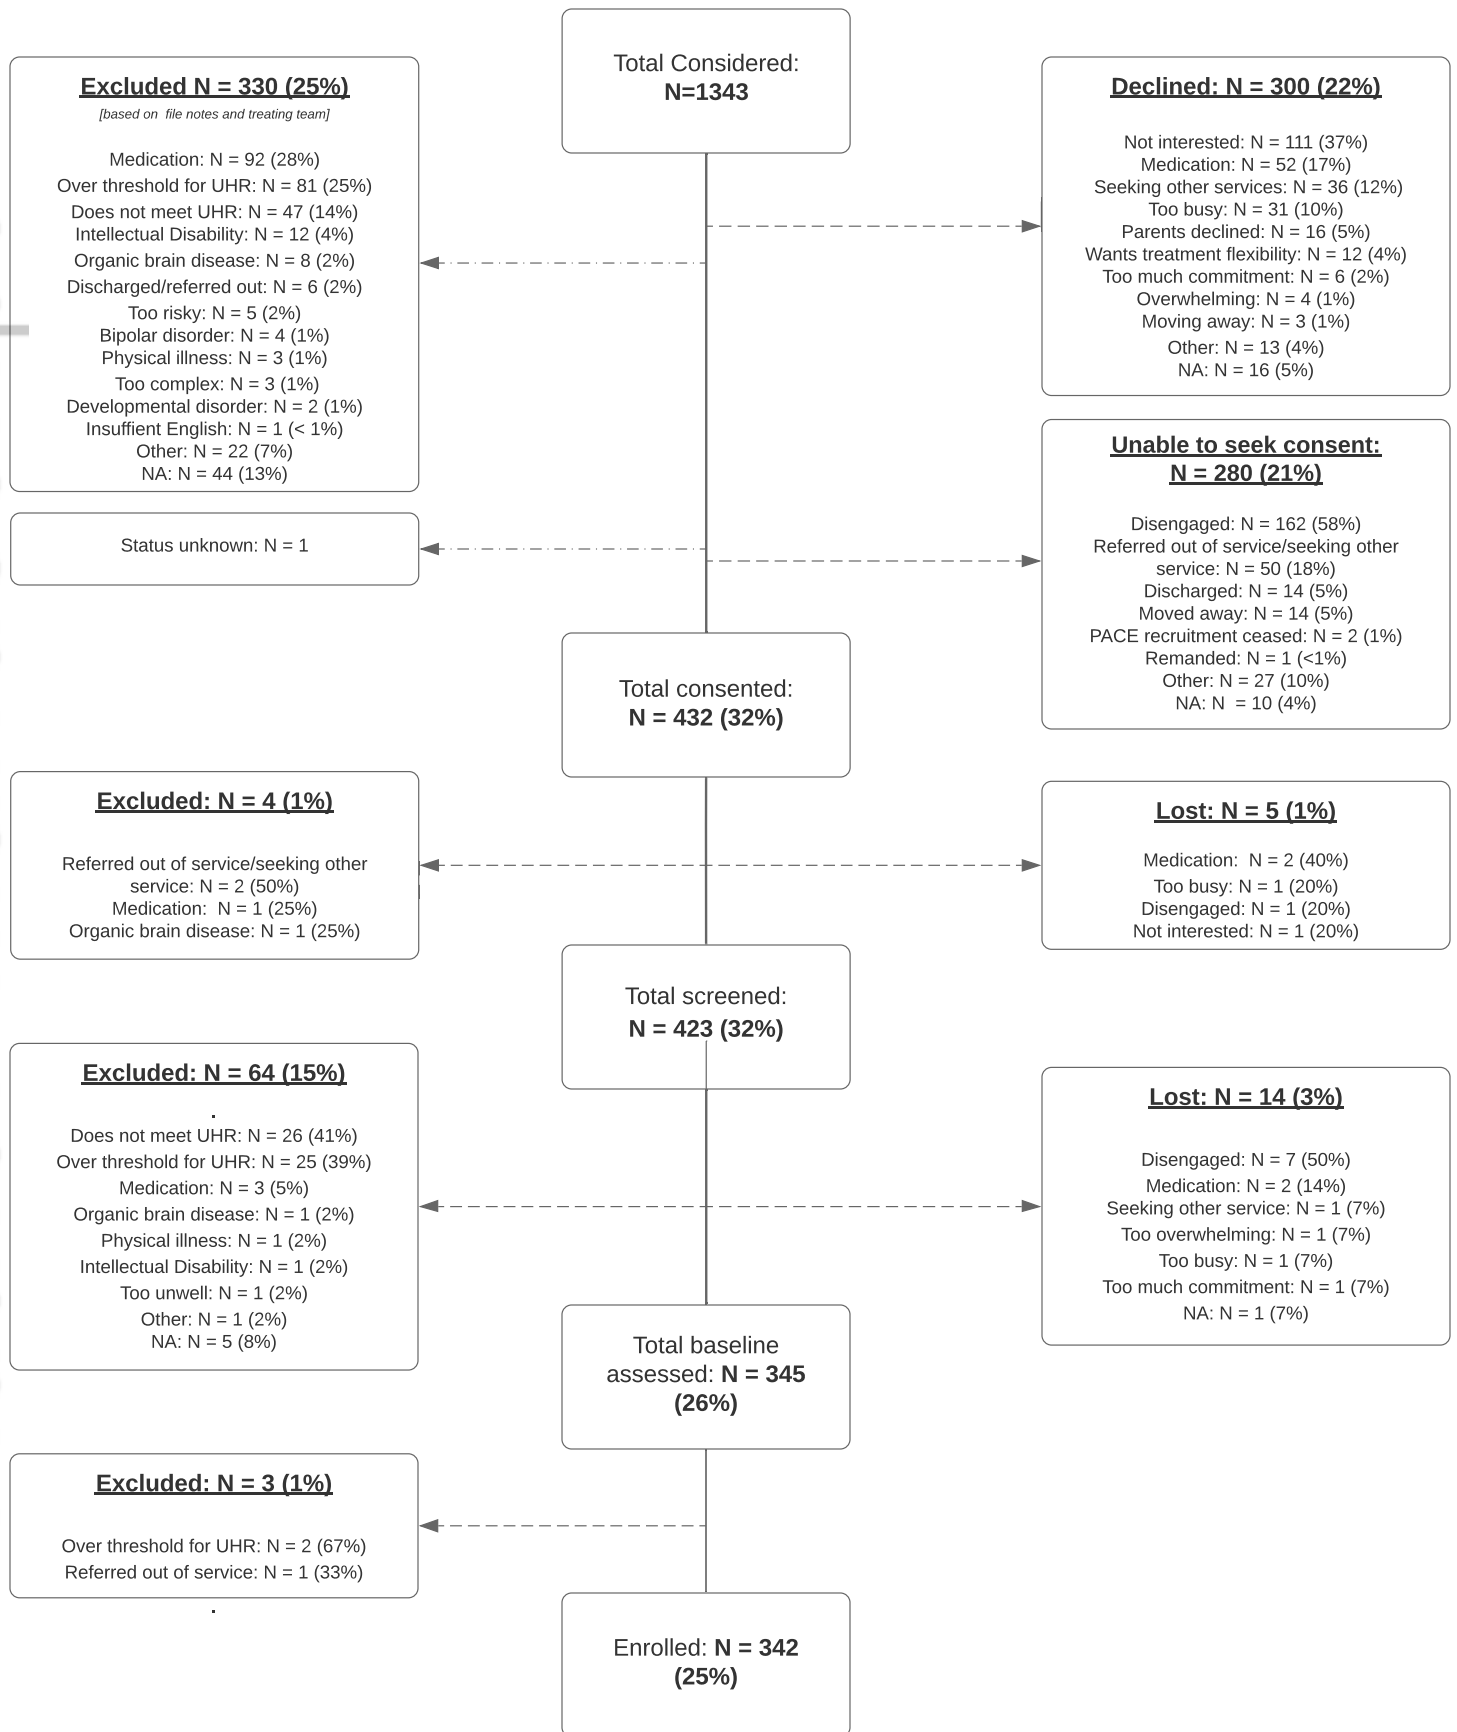 Total Considered:
N=1343
Excluded N = 330 (25%)
[based on  file notes and treating team]
Medication: N = 92 (28%)
Over threshold for UHR: N = 81 (25%)
Does not meet UHR: N = 47 (14%)
Intellectual Disability: N = 12 (4%)
Organic brain disease: N = 8 (2%)
Discharged/referred out: N = 6 (2%)
Too risky: N = 5 (2%)
Bipolar disorder: N = 4 (1%)
Physical illness: N = 3 (1%)
Too complex: N = 3 (1%)
Developmental disorder: N = 2 (1%)
Insuffient English: N = 1 (< 1%)
Other: N = 22 (7%)
NA: N = 44 (13%)
Declined: N = 300 (22%)
Not interested: N = 111 (37%)
Medication: N = 52 (17%)
Seeking other services: N = 36 (12%)
Too busy: N = 31 (10%)
Parents declined: N = 16 (5%)
Wants treatment flexibility: N = 12 (4%)
Too much commitment: N = 6 (2%)
Overwhelming: N = 4 (1%)
Moving away: N = 3 (1%)
Other: N = 13 (4%)
NA: N = 16 (5%)
Status unknown: N = 1
Unable to seek consent:
N = 280 (21%)
Disengaged: N = 162 (58%)
Referred out of service/seeking other
service: N = 50 (18%)
Discharged: N = 14 (5%)
Moved away: N = 14 (5%)
PACE recruitment ceased: N = 2 (1%)
Remanded: N = 1 (<1%)
Other: N = 27 (10%)
NA: N  = 10 (4%)
Total consented:
N = 432 (32%)
Excluded: N = 4 (1%)
Referred out of service/seeking other
service: N = 2 (50%)
Medication:  N = 1 (25%)
Organic brain disease: N = 1 (25%)
Lost: N = 5 (1%)
Medication:  N = 2 (40%)
Too busy: N = 1 (20%)
Disengaged: N = 1 (20%)
Not interested: N = 1 (20%)
Total screened:
N = 423 (32%)
Excluded: N = 64 (15%)
.
Does not meet UHR: N = 26 (41%)
Over threshold for UHR: N = 25 (39%)
Medication: N = 3 (5%)
Organic brain disease: N = 1 (2%)
Physical illness: N = 1 (2%)
Intellectual Disability: N = 1 (2%)
Too unwell: N = 1 (2%)
Other: N = 1 (2%)
NA: N = 5 (8%)
Lost: N = 14 (3%)
Disengaged: N = 7 (50%)
Medication: N = 2 (14%)
Seeking other service: N = 1 (7%)
Too overwhelming: N = 1 (7%)
Too busy: N = 1 (7%)
Too much commitment: N = 1 (7%)
NA: N = 1 (7%)
Total baseline
assessed: N = 345
(26%)
Excluded: N = 3 (1%)
Over threshold for UHR: N = 2 (67%)
Referred out of service: N = 1 (33%)
.
Enrolled: N = 342
(25%)